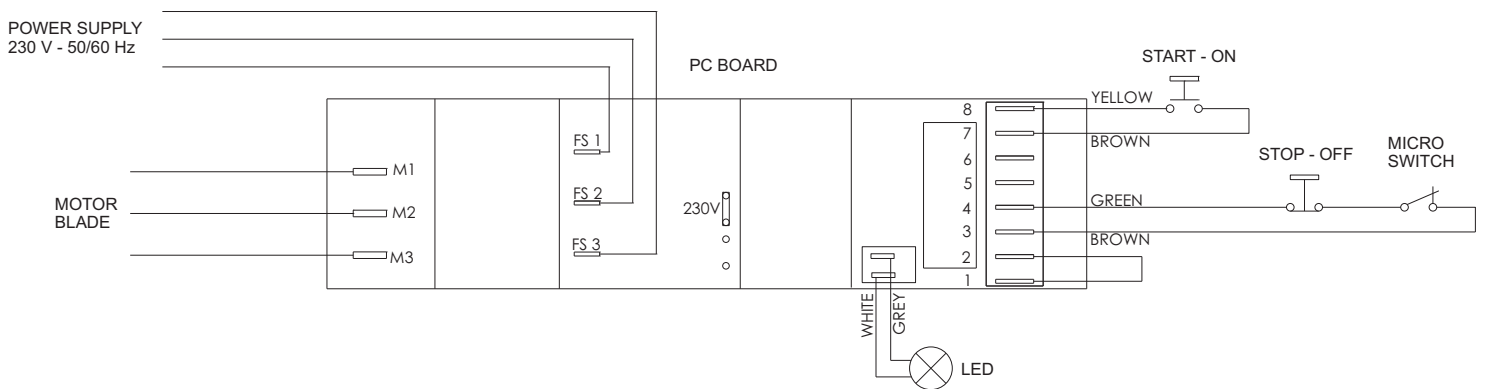 POWER SUPPLY
230 V - 50/60 Hz
PC BOARD
START - ON
YELLOW
BROWN
STOP - OFF
MICRO
SWITCH
GREEN
BROWN
8
7
6
5
4
3
2
1
FS 1
FS 2
FS 3
230V
M1
M2
M3
MOTOR
BLADE
WHITE
GREY
LED